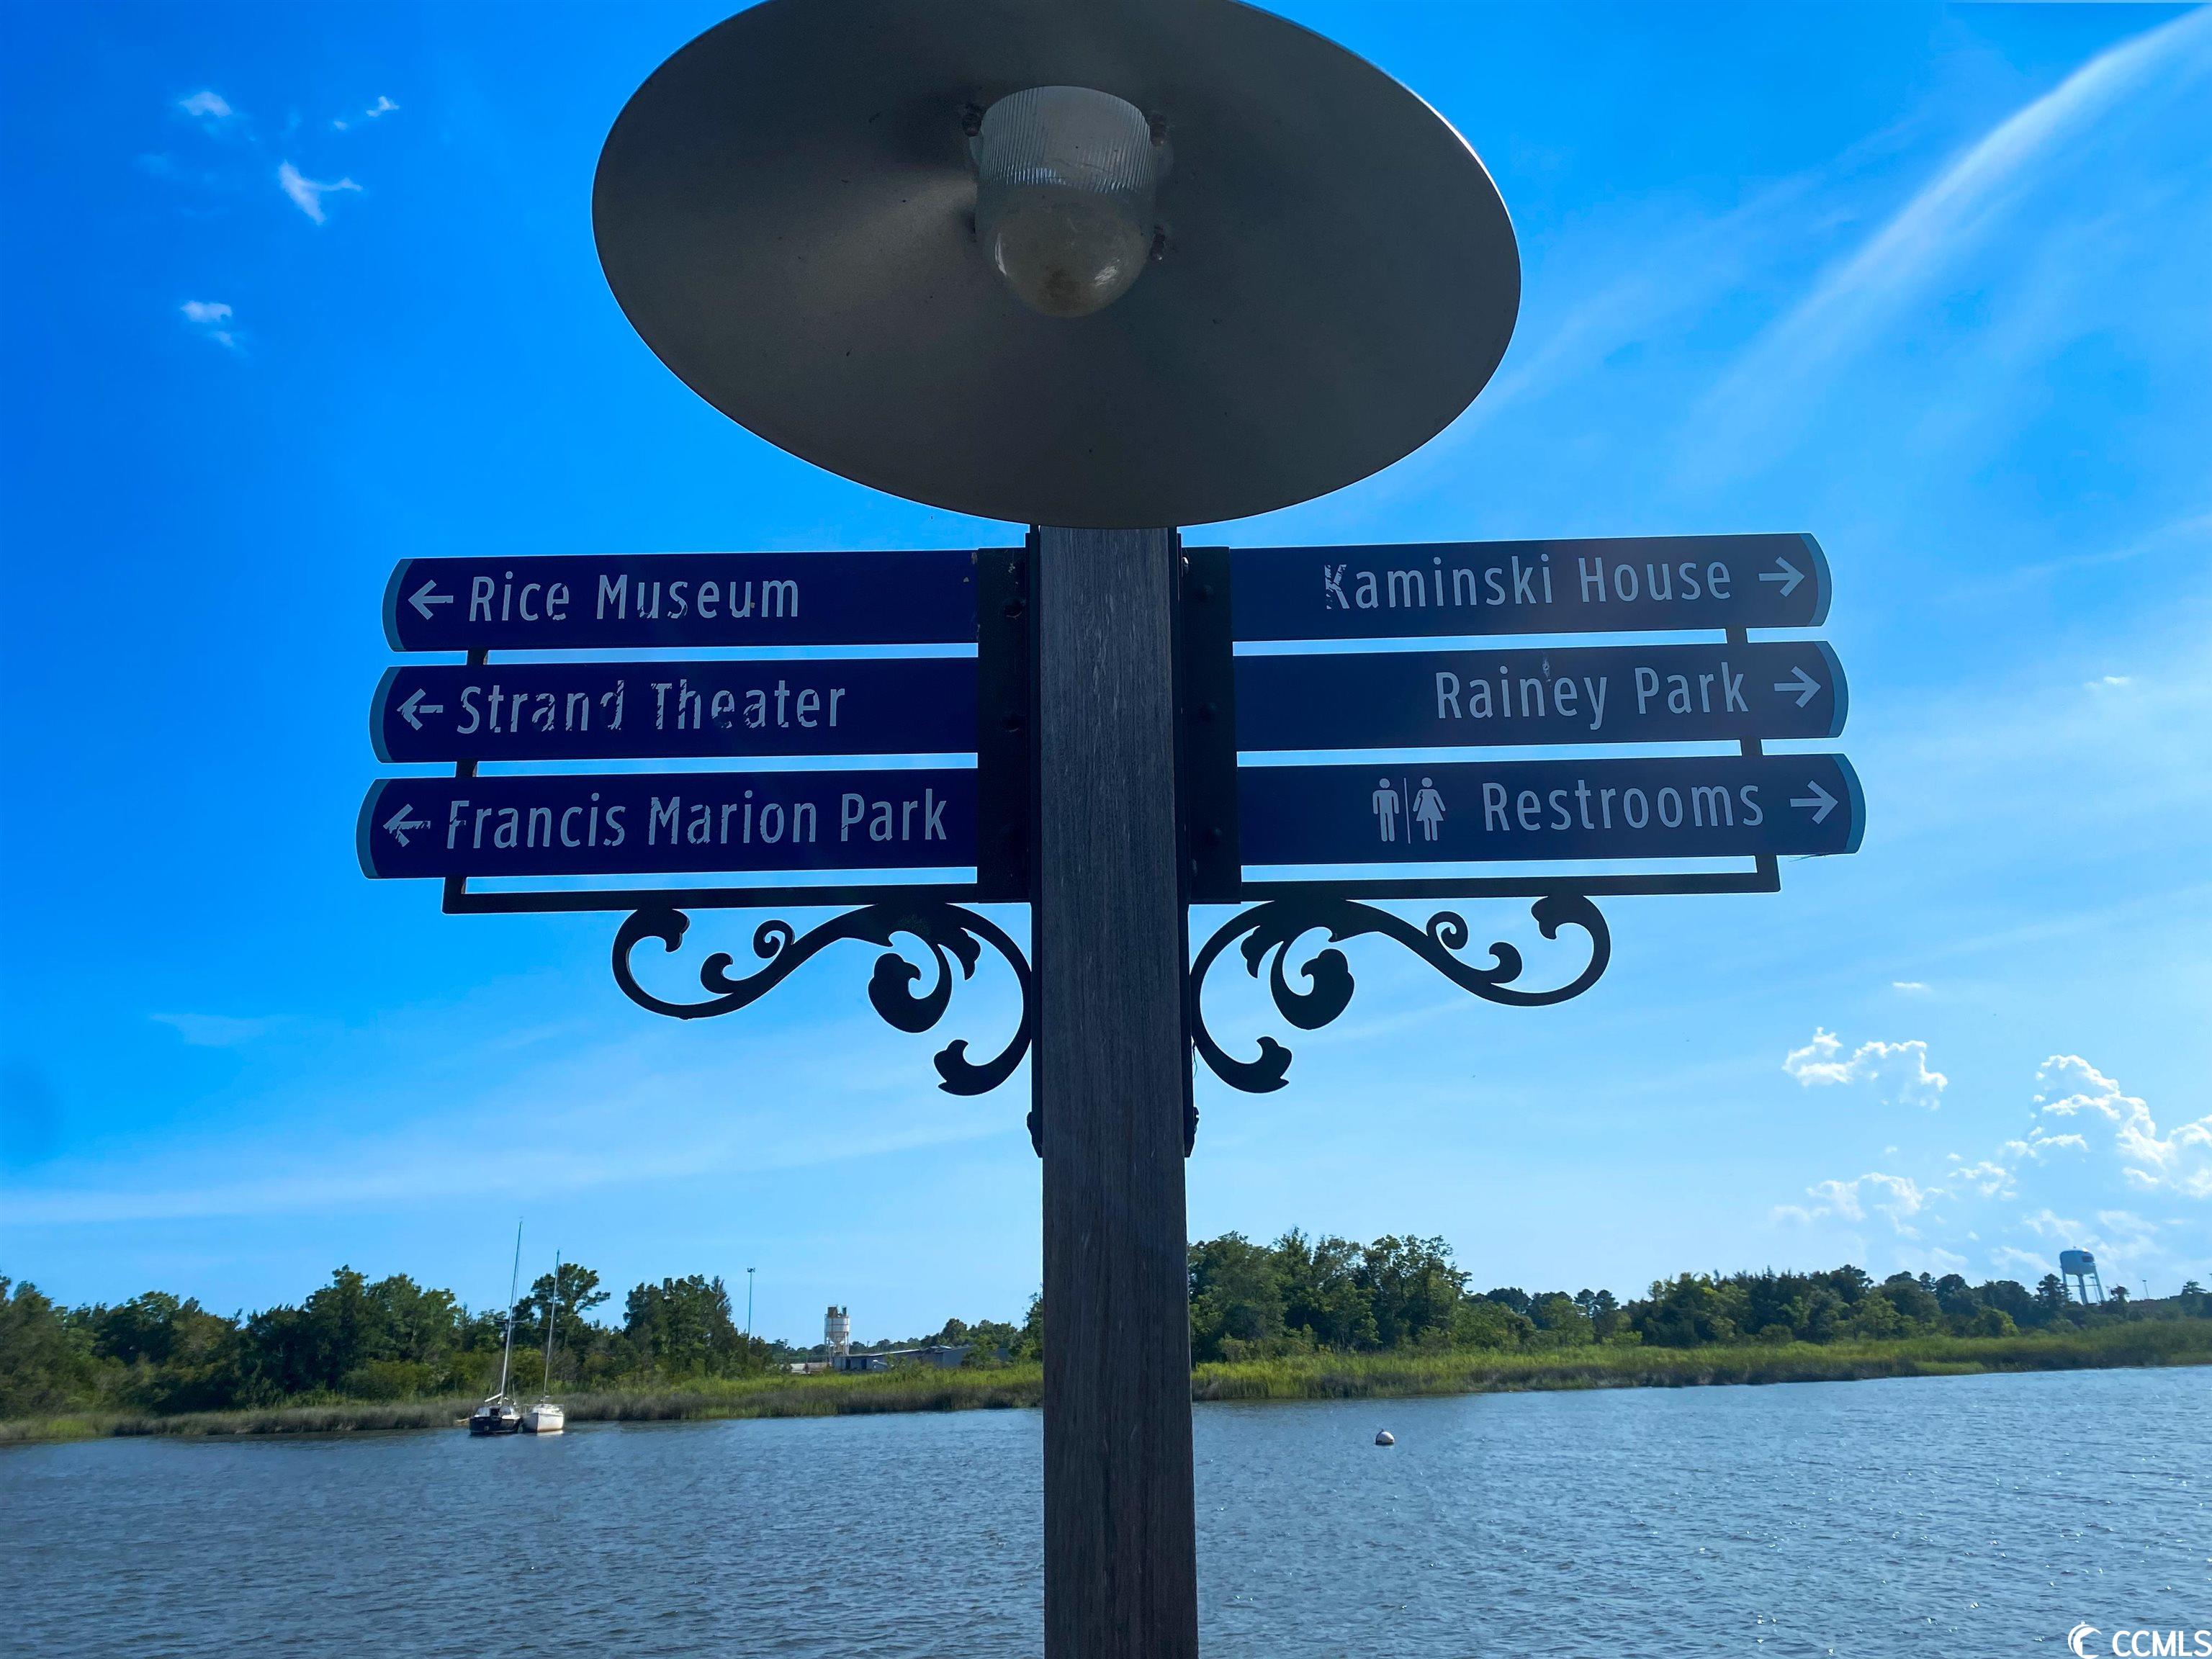 ← Rice Museum
← Strand Theater
← Francis Marion Park
Kaminski House →
Rainey Park →
Restrooms →
CCMLS